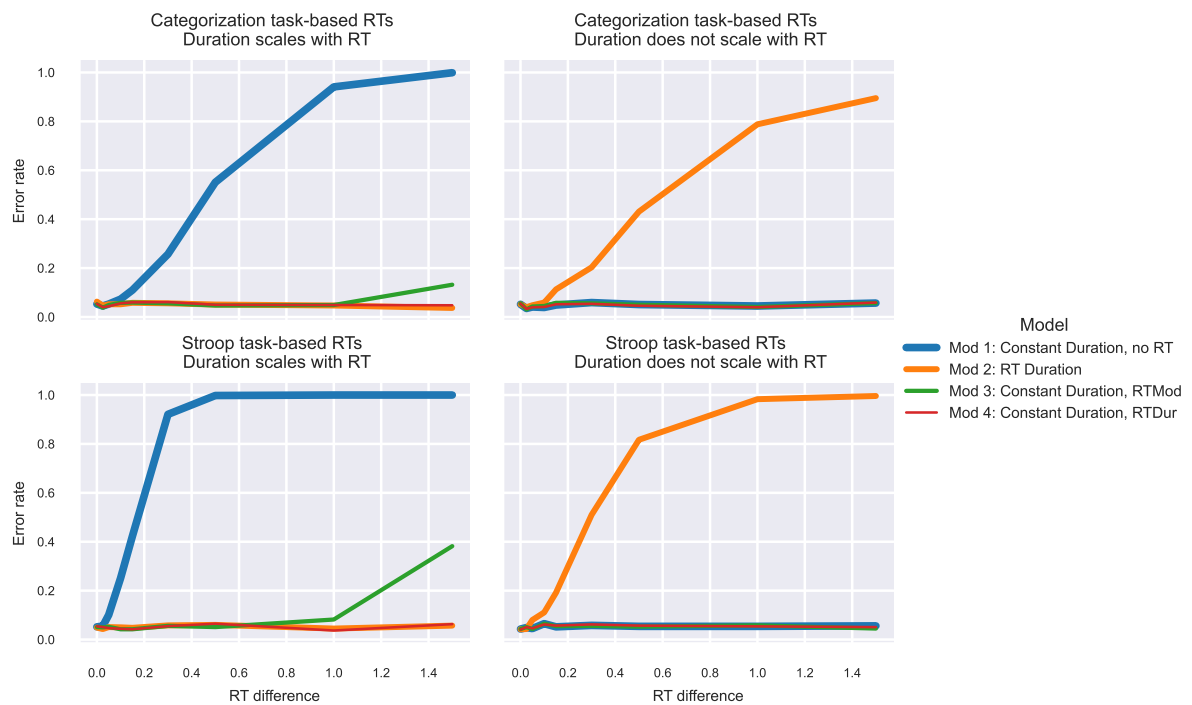 Categorization task-based RTs
Duration scales with RT
Categorization task-based RTs
Duration does not scale with RT
Error rate
1.0
0.8
0.6
0.4
0.2
0.0
Stroop task-based RTs
Duration scales with RT
Stroop task-based RTs
Duration does not scale with RT
Error rate
1.0
0.8
0.6
0.4
0.2
0.0
0.0 0.2 0.4 0.6 0.8 1.0 1.2 1.4
RT difference
0.0 0.2 0.4 0.6 0.8 1.0 1.2 1.4
RT difference
Model
Mod 1: Constant Duration, no RT
Mod 2: RT Duration
Mod 3: Constant Duration, RTMod
Mod 4: Constant Duration, RTDur